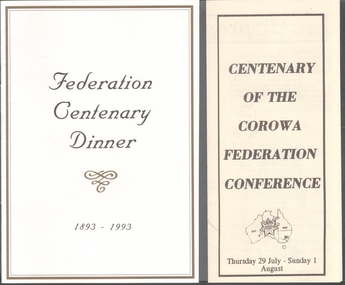 Federation
Centenary
Dinner
1893 - 1993
CENTENARY
OF THE
COROWA
FEDERATION
CONFERENCE
Thursday 29 July - Sunday 1
August